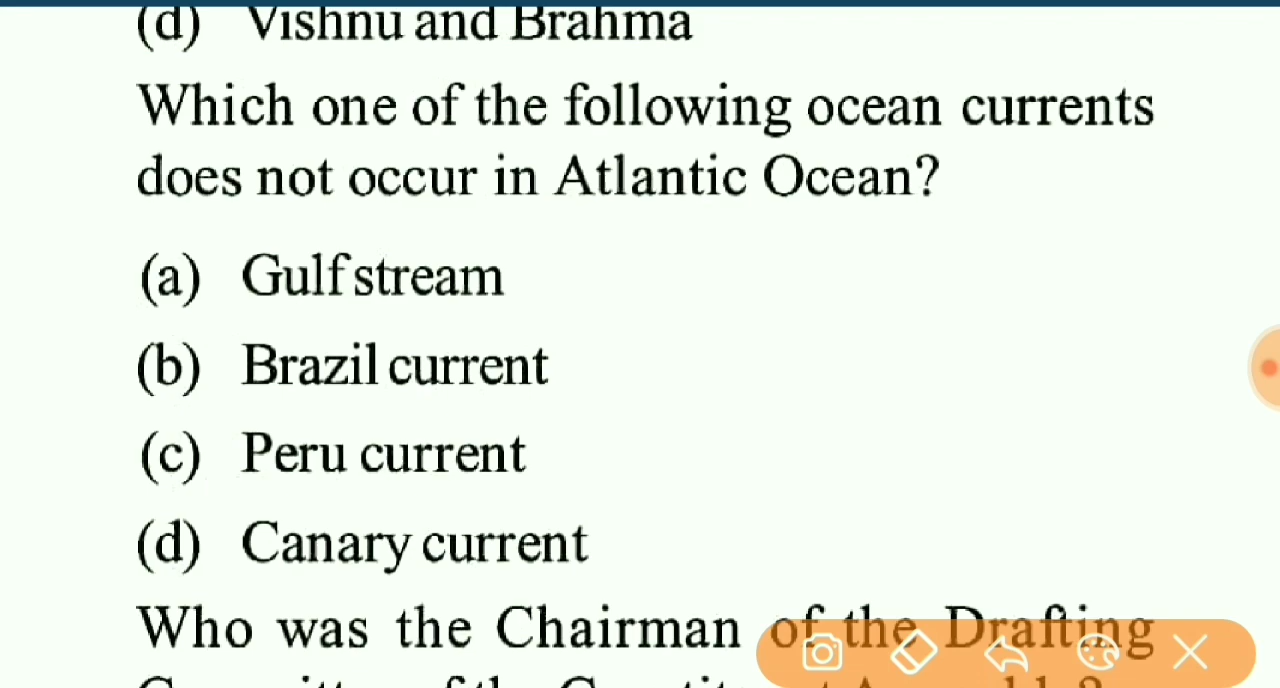 (d) Vishnu and Brahma
Which one of the following ocean currents
does not occur in Atlantic Ocean?
(a) Gulf stream
(b) Brazil current
(c) Peru current
(d) Canary current
Who was the Chairman of the Drafting